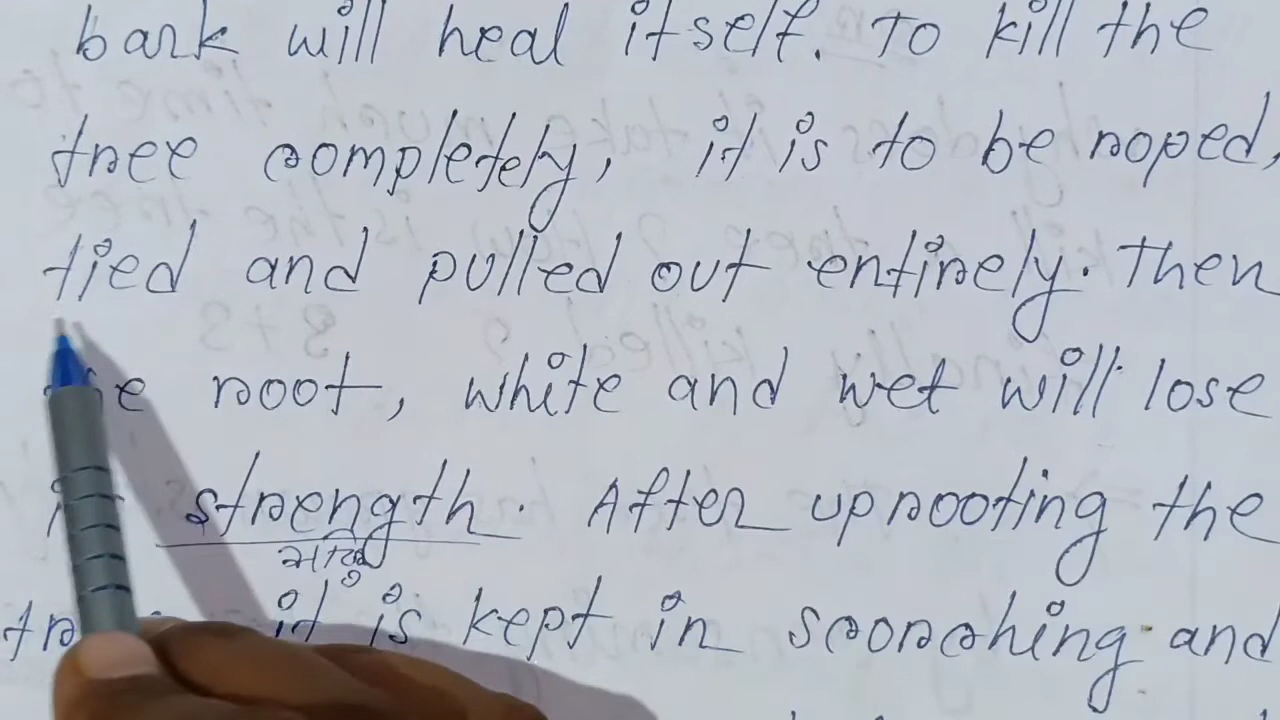 bark will heal itself. To kill the
tree completely, it is to be roped,
tied and pulled out entirely. Then
the root, white and wet will lose
strength. After uprooting the
it is kept in scorching and